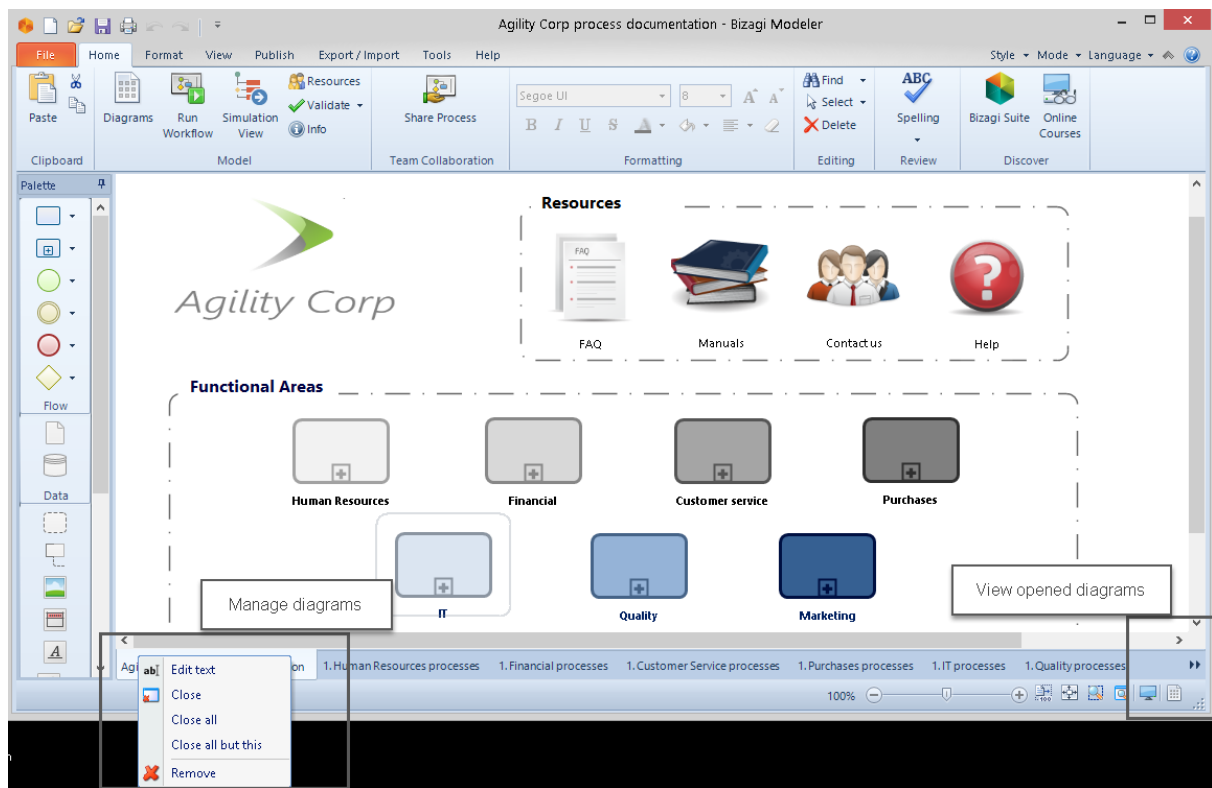 Agility Corp process documentation - Bizagi Modeler
File Home Format View Publish Export / Import Tools Help Style Mode Language
Paste
Clipboard
Diagrams
Run
Workflow
Simulation
View
Resources
Validate
Info
Model
Share Process
Team Collaboration
Segoe UI 8 A A
B I U S A
Formatting
Find
Select
Delete
Editing
ABC
Spelling
Review
Bizagi Suite
Online
Courses
Discover
Palette
Flow
Data
A
Agility Corp
Resources
FAQ
FAQ Manuals Contact us Help
Functional Areas
Human Resources Financial Customer service Purchases
IT Quality Marketing
Manage diagrams
View opened diagrams
1. Human Resources processes 1. Financial processes 1. Customer Service processes 1. Purchases processes 1. IT processes 1. Quality processes
100%
Edit text
Close
Close all
Close all but this
Remove